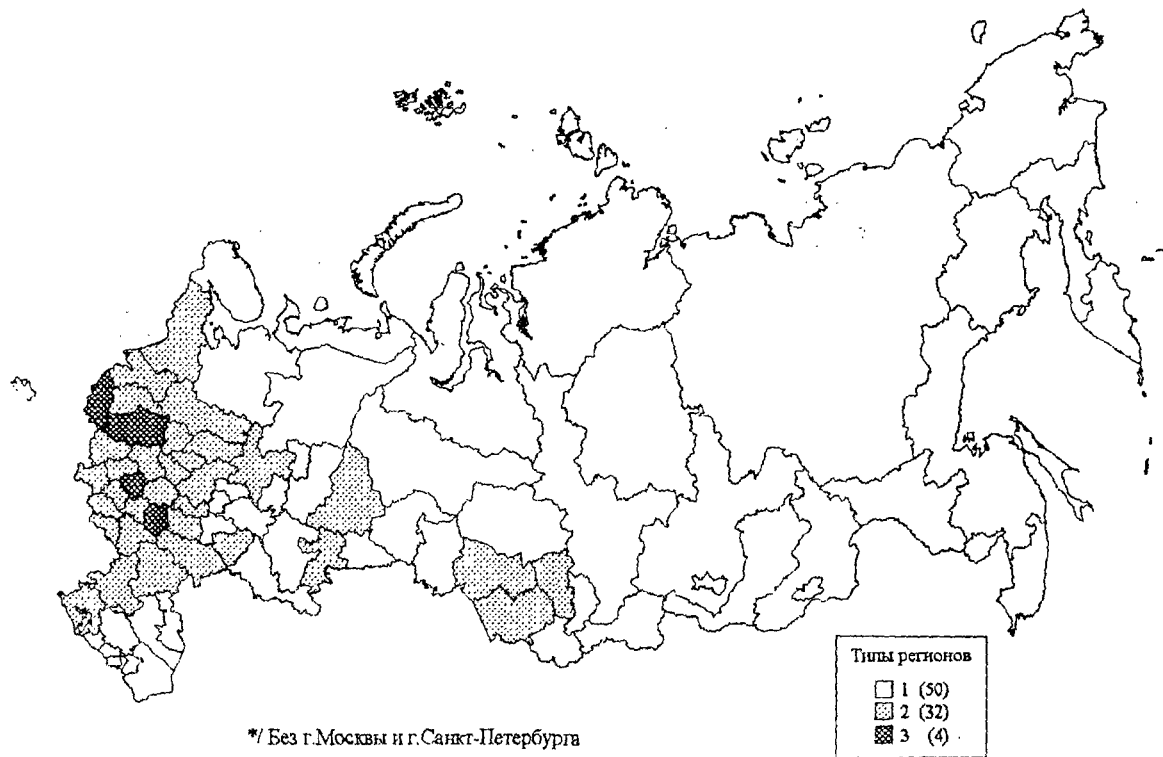 Типы регионов
1 (50)
2 (32)
3 (4)
*/ Без г.Москвы и г.Санкт-Петербурга